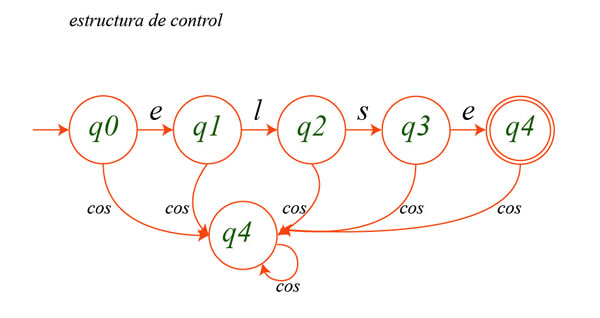 estructura de control
e l s e
q0 q1 q2 q3 q4
cos cos cos cos cos
q4
cos